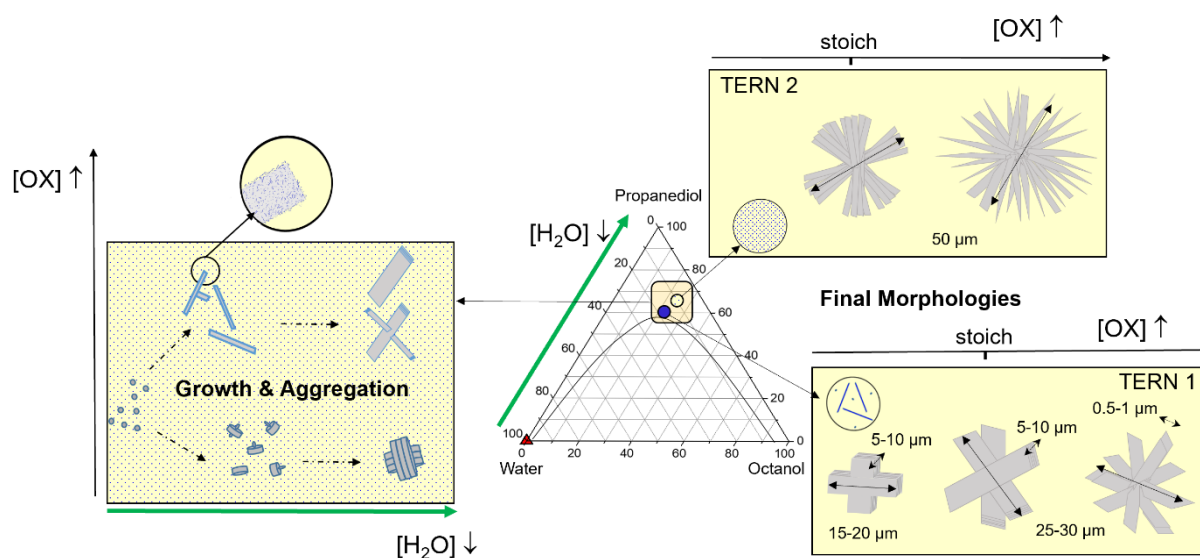 [OX] ↑
Growth & Aggregation
[H₂O] ↓
[H₂O] ↓
Propanediol
0
100
20
80
40
60
60
40
80
20
100
0
0
20
40
60
80
100
Water
Octanol
stoich
[OX] ↑
TERN 2
50 µm
Final Morphologies
stoich
[OX] ↑
TERN 1
0.5-1 µm
5-10 µm
5-10 µm
15-20 µm
25-30 µm